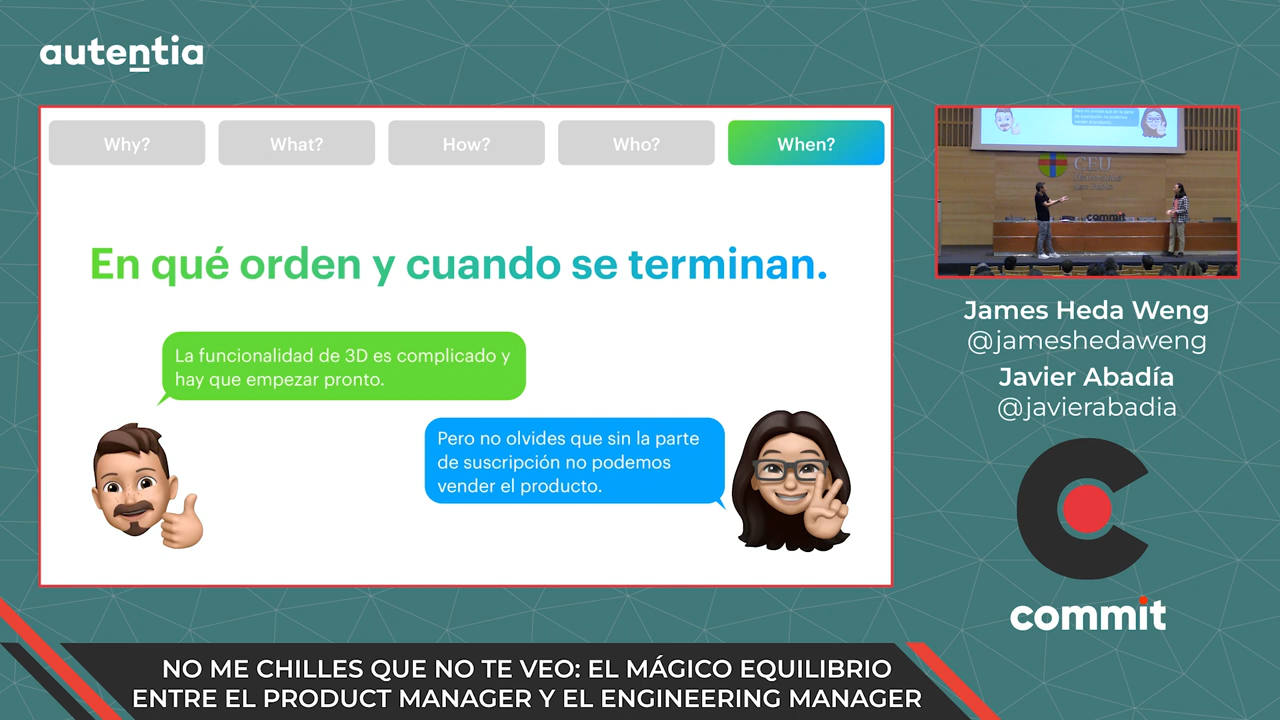 autentia
Why?
What?
How?
Who?
When?
En qué orden y cuando se terminan.
La funcionalidad de 3D es complicado y
hay que empezar pronto.
Pero no olvides que sin la parte
de suscripción no podemos
vender el producto.
CEU
commit
James Heda Weng
@jameshedaweng
Javier Abadía
@javierabadia
commit
NO ME CHILLES QUE NO TE VEO: EL MÁGICO EQUILIBRIO
ENTRE EL PRODUCT MANAGER Y EL ENGINEERING MANAGER